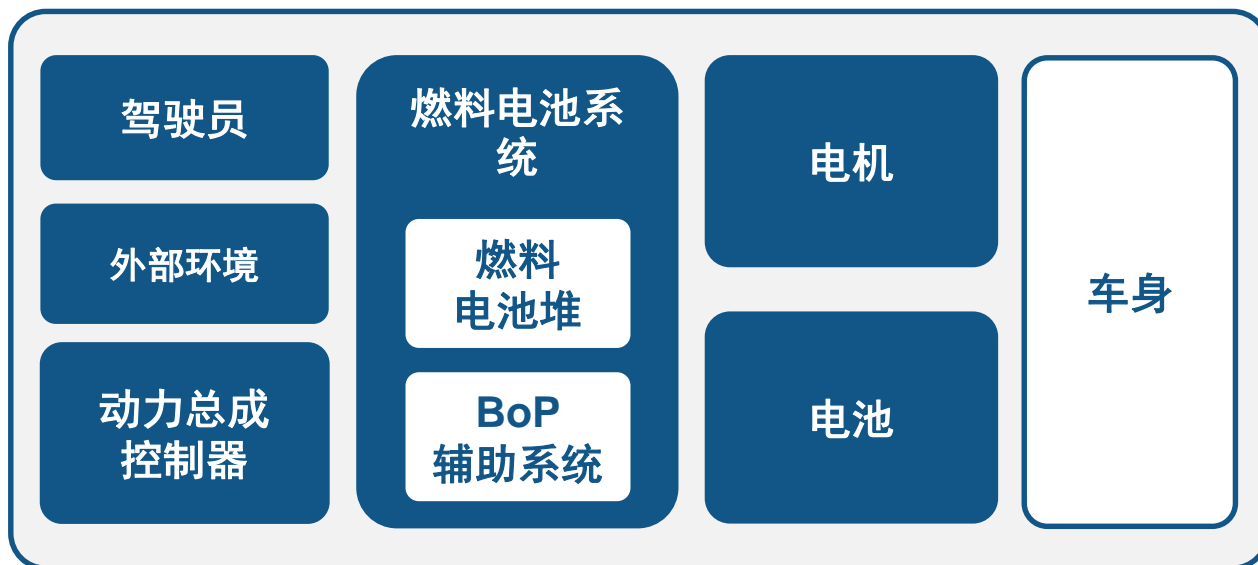 驾驶员
外部环境
动力总成
控制器
燃料电池系
统
燃料
电池堆
BoP
辅助系统
电机
电池
车身